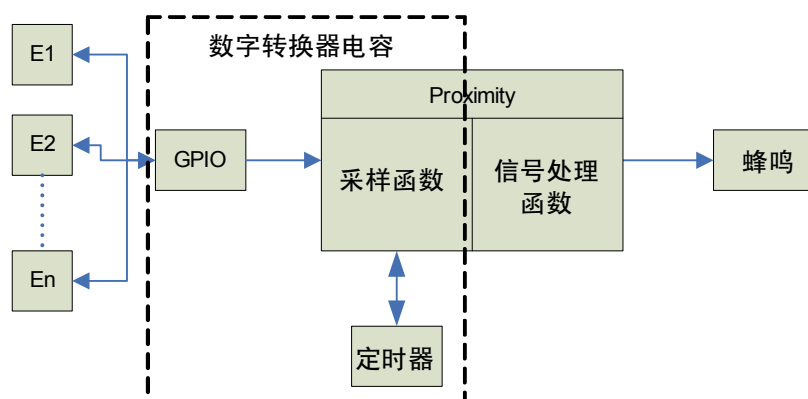 数字转换器电容
E1
E2
En
GPIO
Proximity
采样函数
信号处理
函数
蜂鸣
定时器